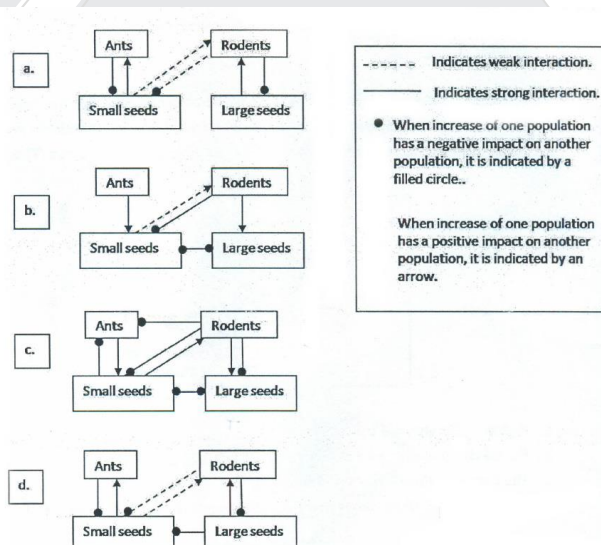 a.
Ants
Rodents
Small seeds
Large seeds
b.
Ants
Rodents
Small seeds
Large seeds
c.
Ants
Rodents
Small seeds
Large seeds
d.
Ants
Rodents
Small seeds
Large seeds
Indicates weak interaction.
Indicates strong interaction.
When increase of one population
has a negative impact on another
population, it is indicated by a
filled circle..
When increase of one population
has a positive impact on another
population, it is indicated by an
arrow.